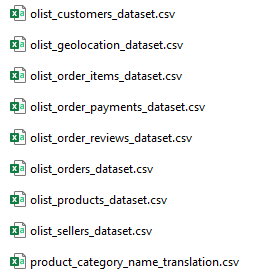 olist_customers_dataset.csv
olist_geolocation_dataset.csv
olist_order_items_dataset.csv
olist_order_payments_dataset.csv
olist_order_reviews_dataset.csv
olist_orders_dataset.csv
olist_products_dataset.csv
olist_sellers_dataset.csv
product_category_name_translation.csv